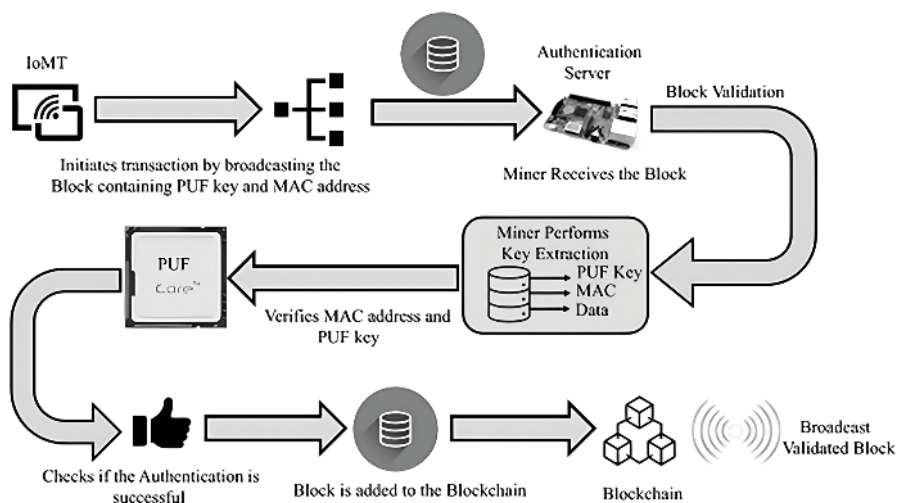 IoMT
Authentication
Server
Block Validation
Initiates transaction by broadcasting the
Block containing PUF key and MAC address
Miner Receives the Block
PUF
Core
Verifies MAC address and
PUF key
Miner Performs
Key Extraction
PUF Key
MAC
Data
Checks if the Authentication is
successful
Block is added to the Blockchain
Blockchain
Broadcast
Validated Block